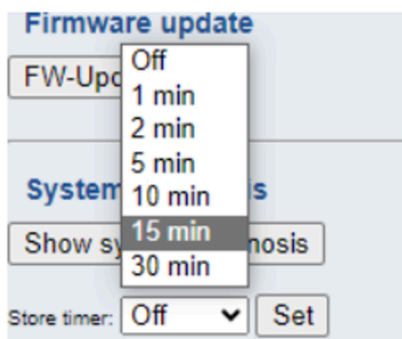 Firmware update
FW-Upd
Off
1 min
2 min
5 min
10 min
15 min
30 min
System is
Show sy nosis
Store timer: Off Set